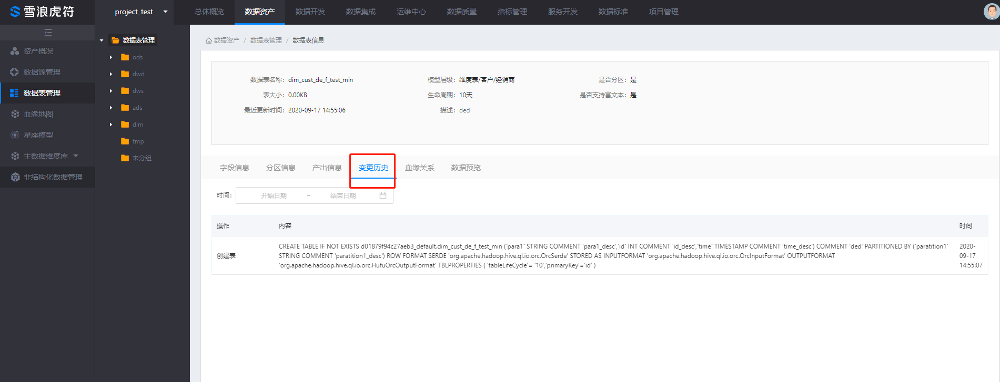 雪浪虎符
project_test
总体概览
数据资产
数据开发
数据集成
运维中心
数据质量
指标管理
服务开发
数据标准
项目管理
资产概况
数据源管理
数据表管理
血缘地图
星座模型
主数据维度库
非结构化数据管理
数据表管理
ods
dwd
dws
ads
dim
tmp
未分组
数据资产 / 数据表管理 / 数据表信息
数据表名称: dim_cust_de_f_test_min
模型层级: 维度表/客户/经销商
是否分区: 是
表大小: 0.00KB
生命周期: 10天
是否支持富文本: 是
最近更新时间: 2020-09-17 14:55:06
描述: ded
字段信息
分区信息
产出信息
变更历史
血缘关系
数据预览
时间: 开始日期 ~ 结束日期
操作
内容
时间
创建表
CREATE TABLE IF NOT EXISTS d01879f94c27aeb3_default.dim_cust_de_f_test_min (`para1` STRING COMMENT 'para1_desc',`id` INT COMMENT 'id_desc',`time` TIMESTAMP COMMENT 'time_desc') COMMENT 'ded' PARTITIONED BY (`paratition1`
STRING COMMENT 'paratition1_desc') ROW FORMAT SERDE 'org.apache.hadoop.hive.ql.io.orc.OrcSerde' STORED AS INPUTFORMAT 'org.apache.hadoop.hive.ql.io.orc.OrcInputFormat' OUTPUTFORMAT
'org.apache.hadoop.hive.ql.io.orc.HufuOrcOutputFormat' TBLPROPERTIES ( 'tableLifeCycle'= '10','primaryKey'='id' )
2020-
09-17
14:55:07